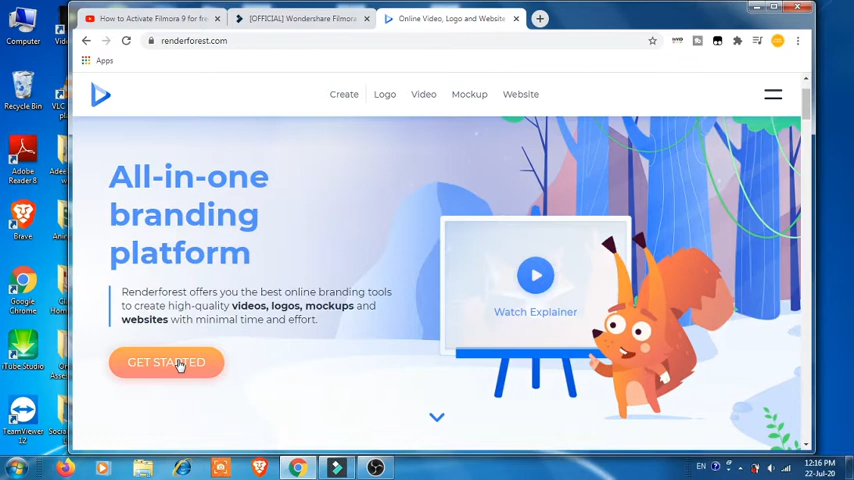 Computer
Recycle Bin
Adobe
Reader 8
Brave
Google
Chrome
iTube Studio
TeamViewer
12
How to Activate Filmora 9 for fre
[OFFICIAL] Wondershare Filmora
Online Video, Logo and Website
renderforest.com
Apps
Create
Logo
Video
Mockup
Website
All-in-one
branding
platform
Renderforest offers you the best online branding tools
to create high-quality videos, logos, mockups and
websites with minimal time and effort.
GET STARTED
Watch Explainer
EN
12:16 PM
22-Jul-20